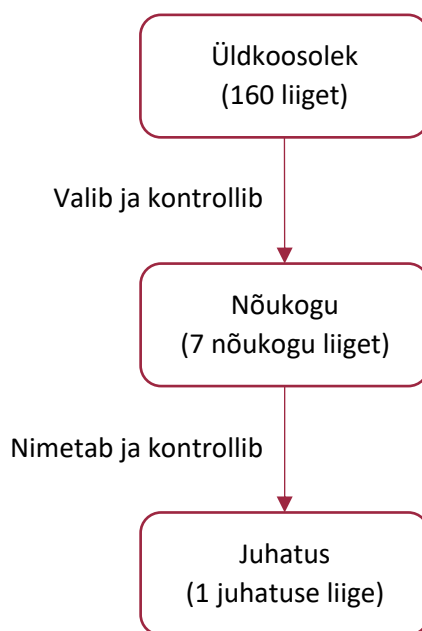 Üldkoosolek
(160 liiget)
Valib ja kontrollib
Nõukogu
(7 nõukogu liiget)
Nimetab ja kontrollib
Juhatus
(1 juhatuse liige)